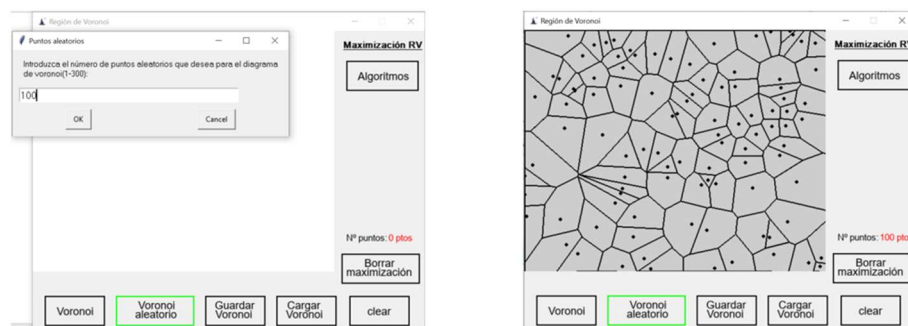 Región de Voronoi
Puntos aleatorios
Introduzca el número de puntos aleatorios que desea para el diagrama
de voronoi(1-300):
100
OK
Cancel
Maximización RV
Algoritmos
Nº puntos: 0 ptos
Borrar
maximización
Voronoi
Voronoi
aleatorio
Guardar
Voronoi
Cargar
Voronoi
clear
Región de Voronoi
Maximización RV
Algoritmos
Nº puntos: 100 pto
Borrar
maximización
Voronoi
Voronoi
aleatorio
Guardar
Voronoi
Cargar
Voronoi
clear